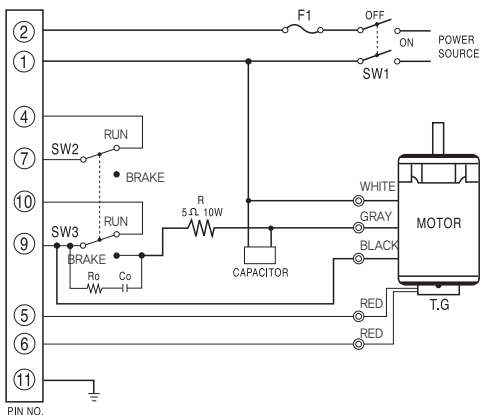 2
F1
OFF
ON
POWER
SOURCE
1
SW1
4
RUN
SW2
7
BRAKE
10
RUN
WHITE
R
5Ω 10W
GRAY
MOTOR
SW3
9
BRAKE
BLACK
Ro
Co
CAPACITOR
RED
5
T.G
RED
6
11
PIN NO.